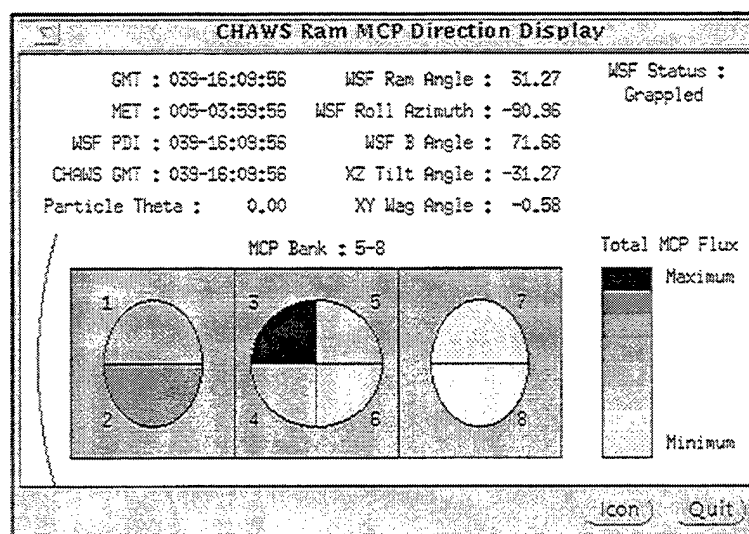 CHAWS Ram MCP Direction Display
GMT : 039-16:09:56
MET : 005-03:59:56
WSF PDI : 039-16:09:56
CHAWS GMT : 039-16:09:56
Particle Theta : 0.00
WSF Ram Angle : 31.27
WSF Roll Azimuth : -90.96
WSF B Angle : 71.66
XZ Tilt Angle : -31.27
XY Wag Angle : -0.58
WSF Status :
Grappled
MCP Bank : 5-8
1
2
3
5
4
6
7
8
Total MCP Flux
Maximum
Minimum
Icon
Quit